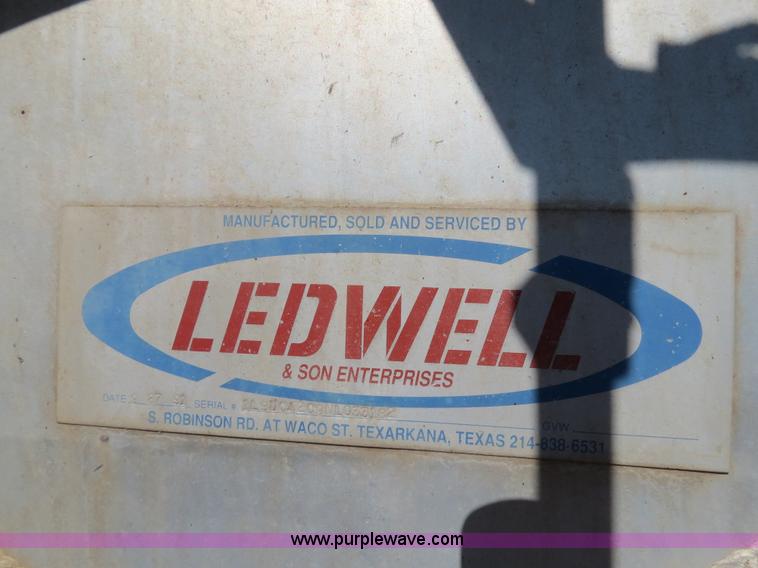 MANUFACTURED, SOLD AND SERVICED BY
LEDWELL
& SON ENTERPRISES
DATE SERIAL # GVW
S. ROBINSON RD. AT WACO ST. TEXARKANA, TEXAS 214-838-6531
www.purplewave.com